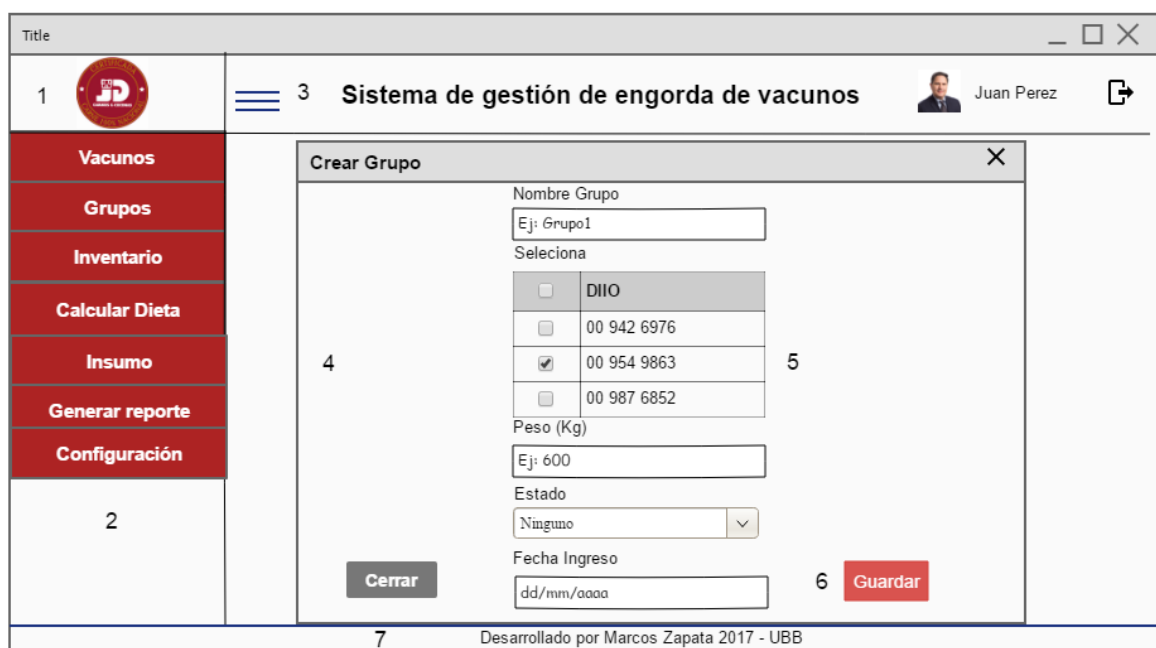 Title
1
JD
3 Sistema de gestión de engorda de vacunos
Juan Perez
Vacunos
Grupos
Inventario
Calcular Dieta
Insumo
Generar reporte
Configuración
2
Crear Grupo
Nombre Grupo
Ej: Grupo1
Seleciona
DIIO
00 942 6976
4
00 954 9863
5
00 987 6852
Peso (Kg)
Ej: 600
Estado
Ninguno
Fecha Ingreso
dd/mm/aaaa
Cerrar
6 Guardar
7
Desarrollado por Marcos Zapata 2017 - UBB